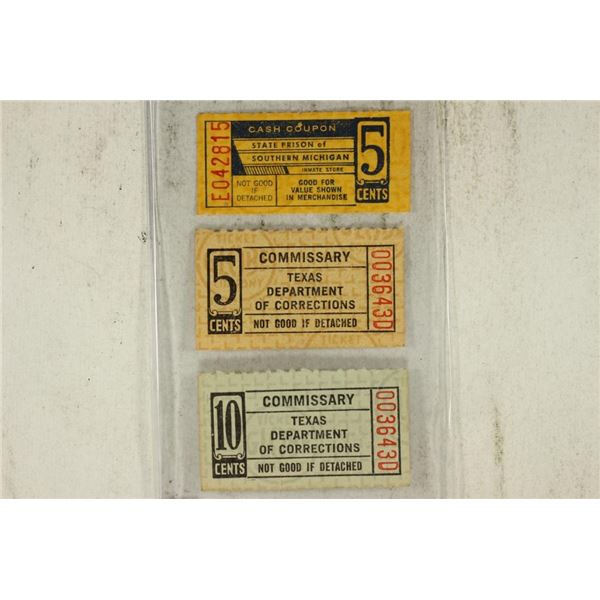 E042815
CASH COUPON
STATE PRISON of
SOUTHERN MICHIGAN
INMATE STORE
NOT GOOD
IF
DETACHED
GOOD FOR
VALUE SHOWN
IN MERCHANDISE
5
CENTS
5
CENTS
COMMISSARY
TEXAS
DEPARTMENT
OF CORRECTIONS
NOT GOOD IF DETACHED
003643D
TICKET
10
CENTS
COMMISSARY
TEXAS
DEPARTMENT
OF CORRECTIONS
NOT GOOD IF DETACHED
003643D